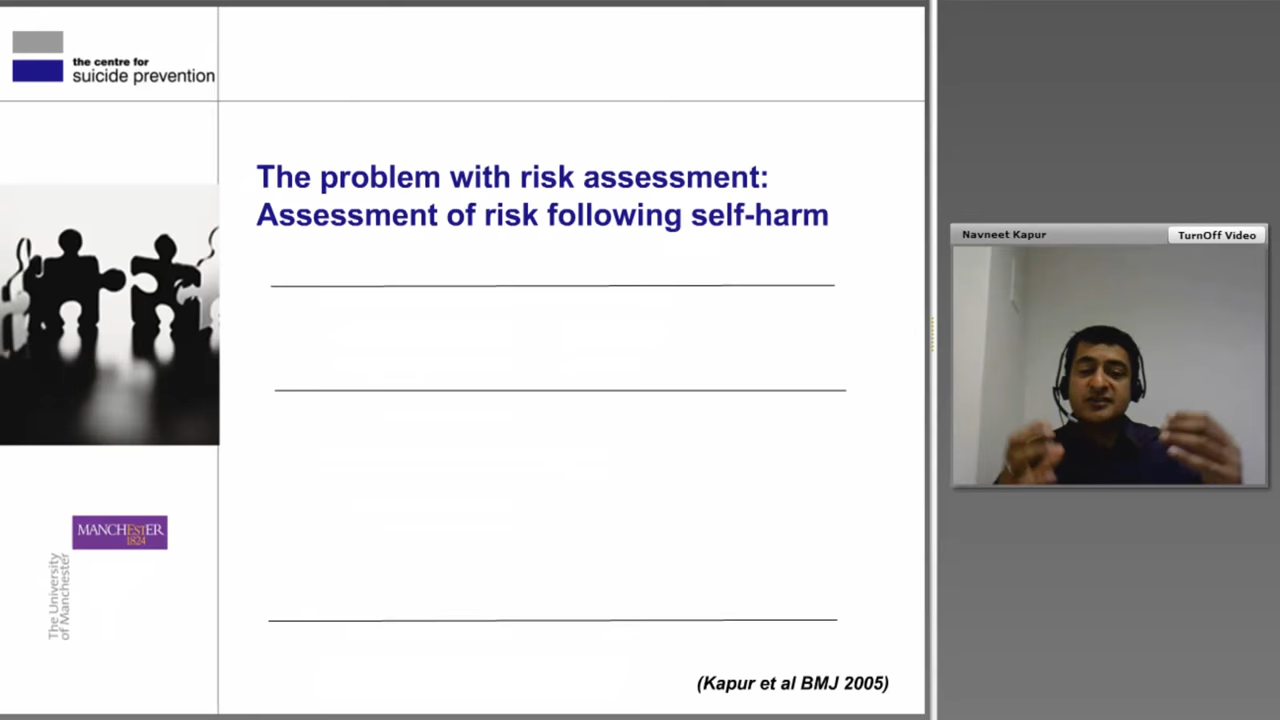 the centre for
suicide prevention
The problem with risk assessment:
Assessment of risk following self-harm
MANCHESTER
1824
The University
of Manchester
(Kapur et al BMJ 2005)
Navneet Kapur
TurnOff Video